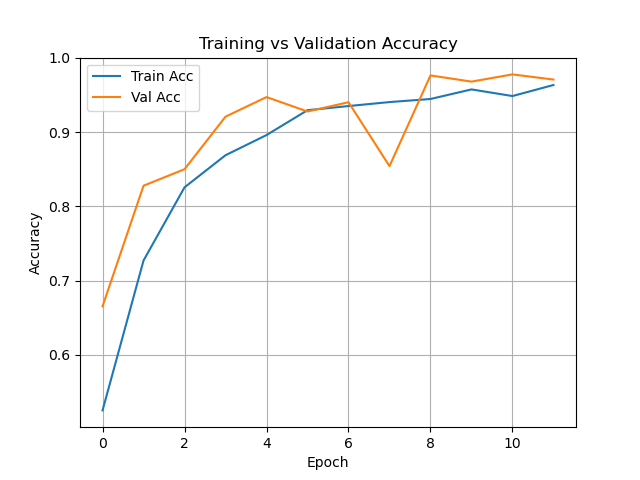 Training vs Validation Accuracy
Train Acc
Val Acc
1.0
0.9
0.8
0.7
0.6
Accuracy
0 2 4 6 8 10
Epoch